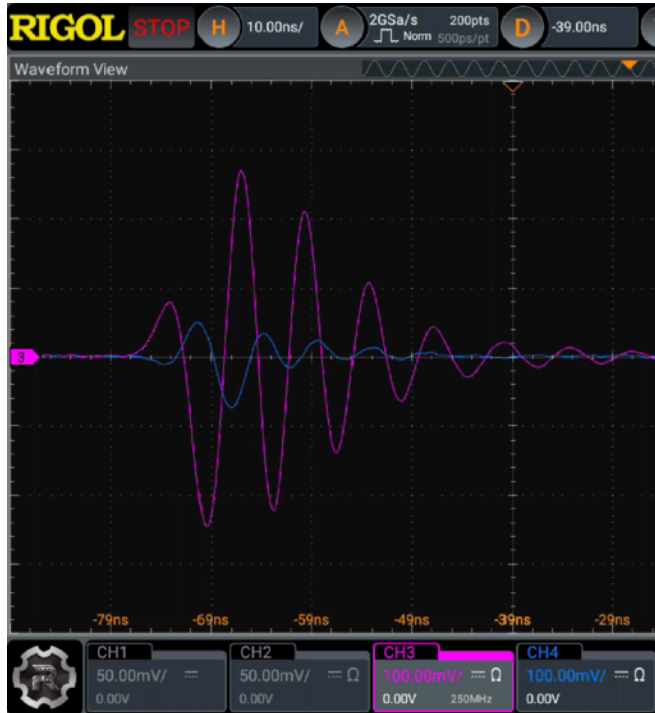 RIGOL STOP H 10.00ns/ A 2GSa/s 200pts D -39.00ns
Norm 500ps/pt
Waveform View
3
-79ns -69ns -59ns -49ns -39ns -29ns
CH1 CH2 CH3 CH4
50.00mV/ 50.00mV/ Ω 100.00mV/ Ω 100.00mV/ Ω
0.00V 0.00V 0.00V 250MHz 0.00V
R